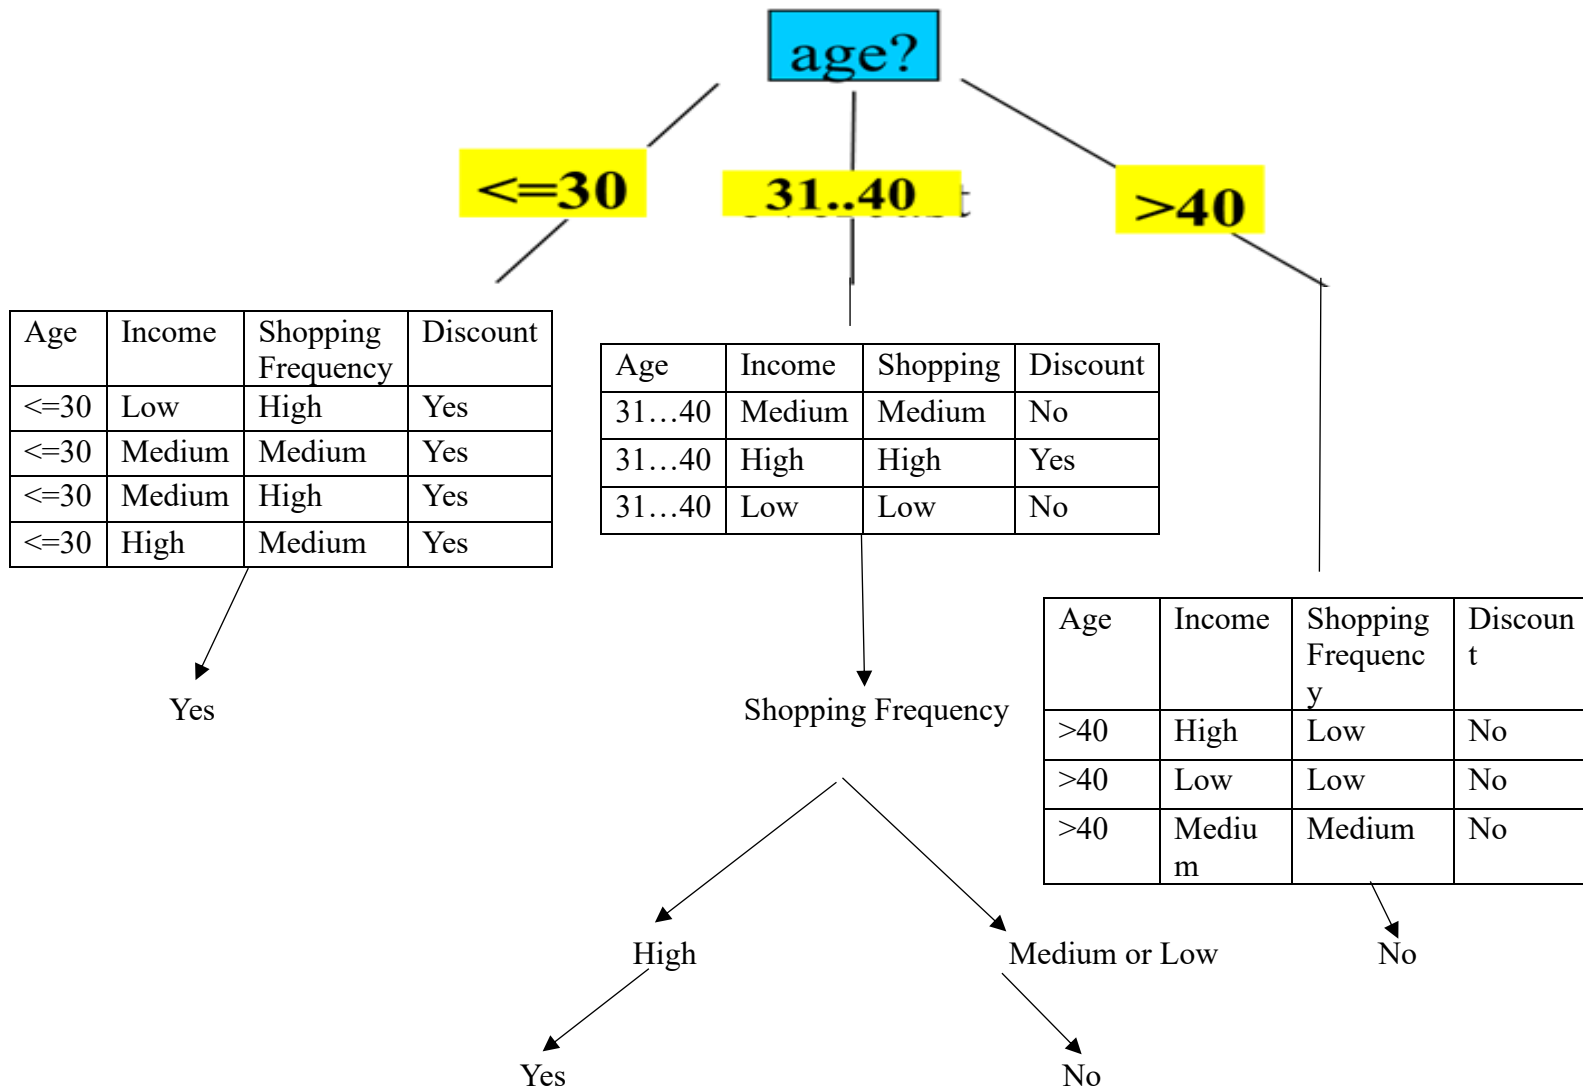 age?
<=30
31..40
>40
Age Income Shopping Discount
Frequency
<=30 Low High Yes
<=30 Medium Medium Yes
<=30 Medium High Yes
<=30 High Medium Yes
Age Income Shopping Discount
31…40 Medium Medium No
31…40 High High Yes
31…40 Low Low No
Yes
Shopping Frequency
Age Income Shopping Discoun
Frequenc t
y
>40 High Low No
>40 Low Low No
>40 Mediu Medium No
m
High
Medium or Low
No
Yes
No